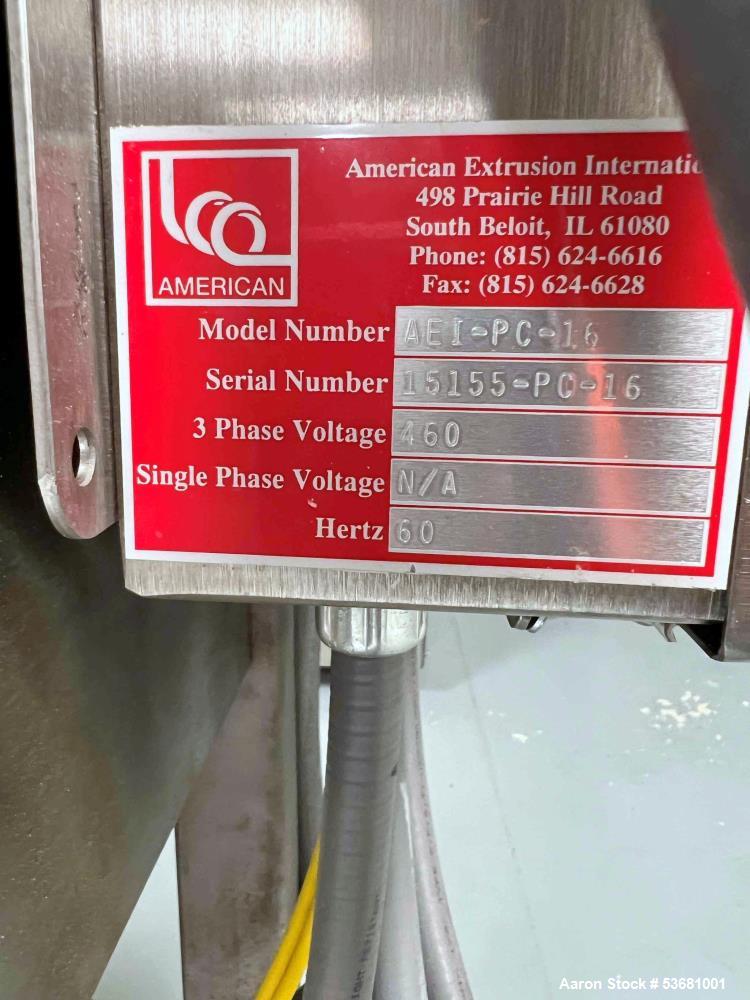 AMERICAN
American Extrusion Internatio
498 Prairie Hill Road
South Beloit, IL 61080
Phone: (815) 624-6616
Fax: (815) 624-6628
Model Number AEI-PC-16
Serial Number 15155-PC-16
3 Phase Voltage 460
Single Phase Voltage N/A
Hertz 60
Aaron Stock # 53681001